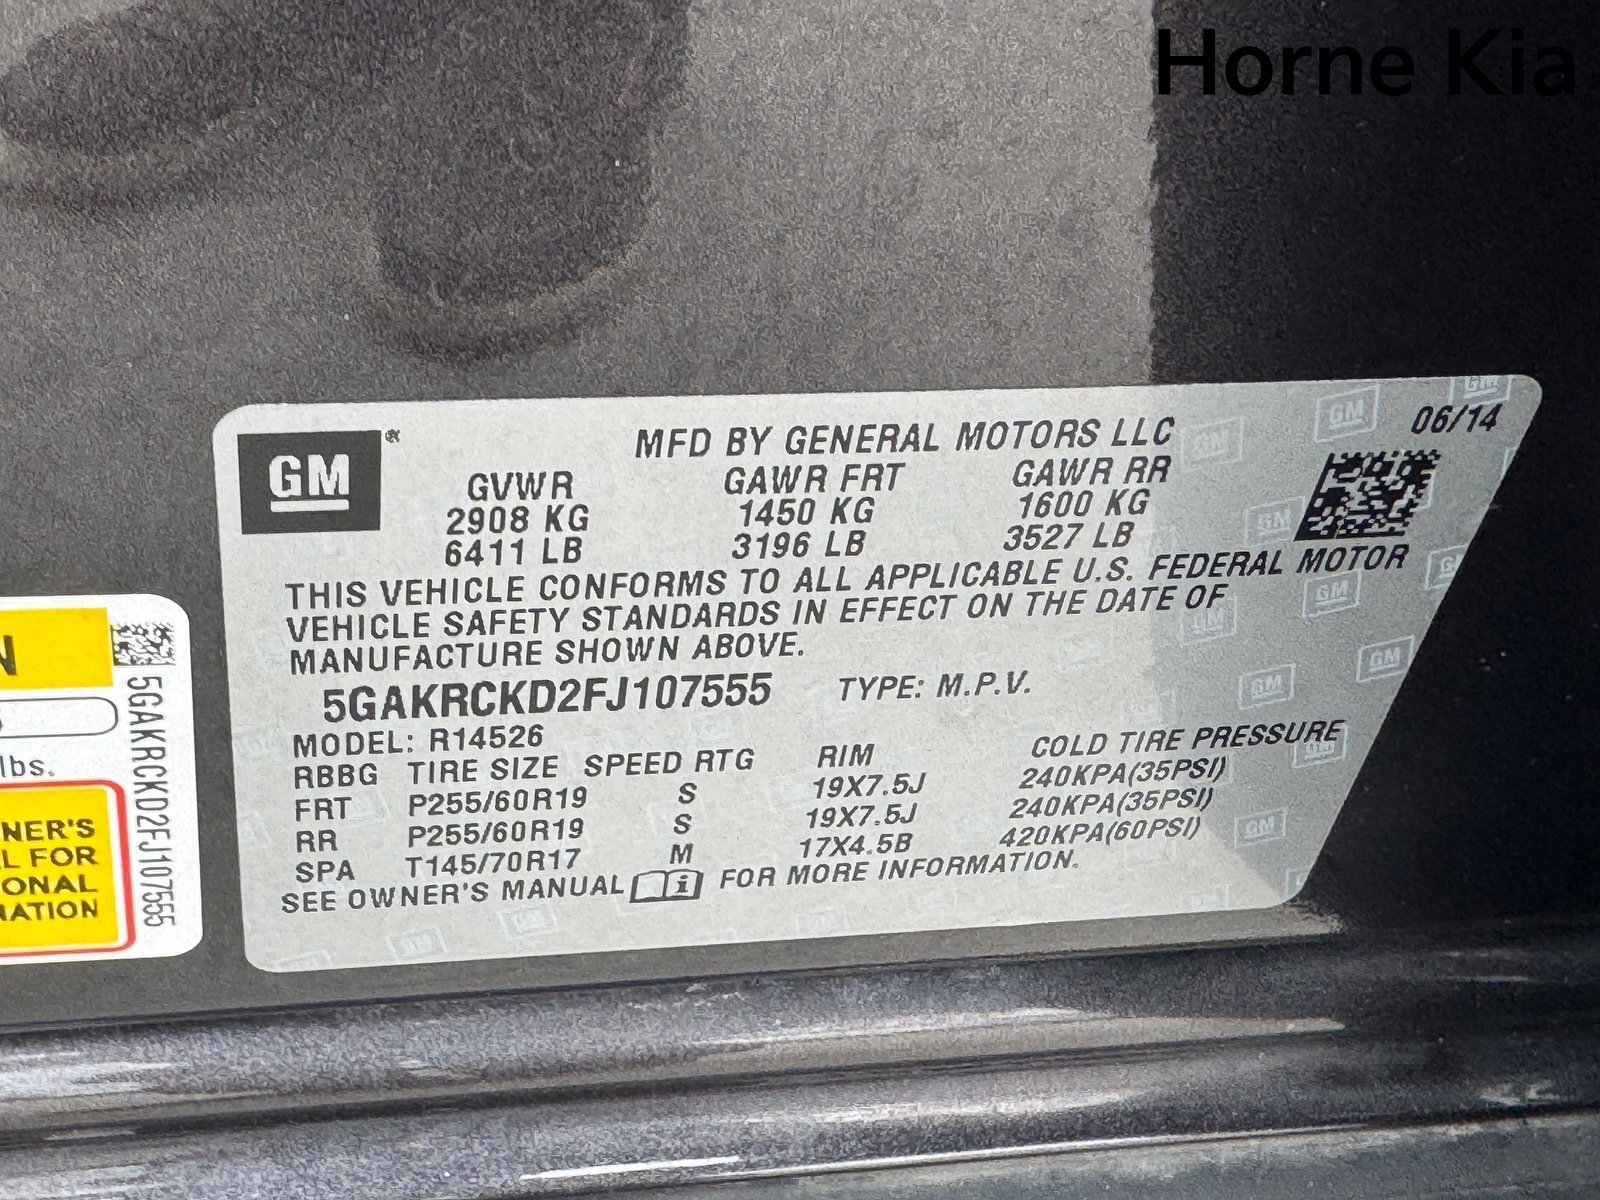 Horne Kia
GM
®
MFD BY GENERAL MOTORS LLC
06/14
GVWR GAWR FRT GAWR RR
2908 KG 1450 KG 1600 KG
6411 LB 3196 LB 3527 LB
THIS VEHICLE CONFORMS TO ALL APPLICABLE U.S. FEDERAL MOTOR
VEHICLE SAFETY STANDARDS IN EFFECT ON THE DATE OF
MANUFACTURE SHOWN ABOVE.
5GAKRCKD2FJ107555 TYPE: M.P.V.
MODEL: R14526
RBBG TIRE SIZE SPEED RTG RIM COLD TIRE PRESSURE
FRT P255/60R19 S 19X7.5J 240KPA(35PSI)
RR P255/60R19 S 19X7.5J 240KPA(35PSI)
SPA T145/70R17 M 17X4.5B 420KPA(60PSI)
SEE OWNER'S MANUAL i FOR MORE INFORMATION.
5GAKRCKD2FJ107555
N
lbs.
NER'S
L FOR
ONAL
MATION